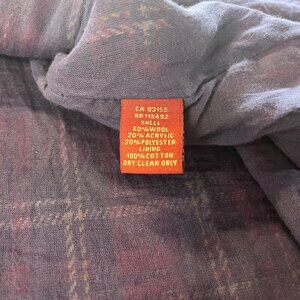 CA 03155
RN 119492
SHELL
60%WOOL
20%ACRYLIC
20%POLYESTER
LINING
100%COTTON
DRY CLEAN ONLY